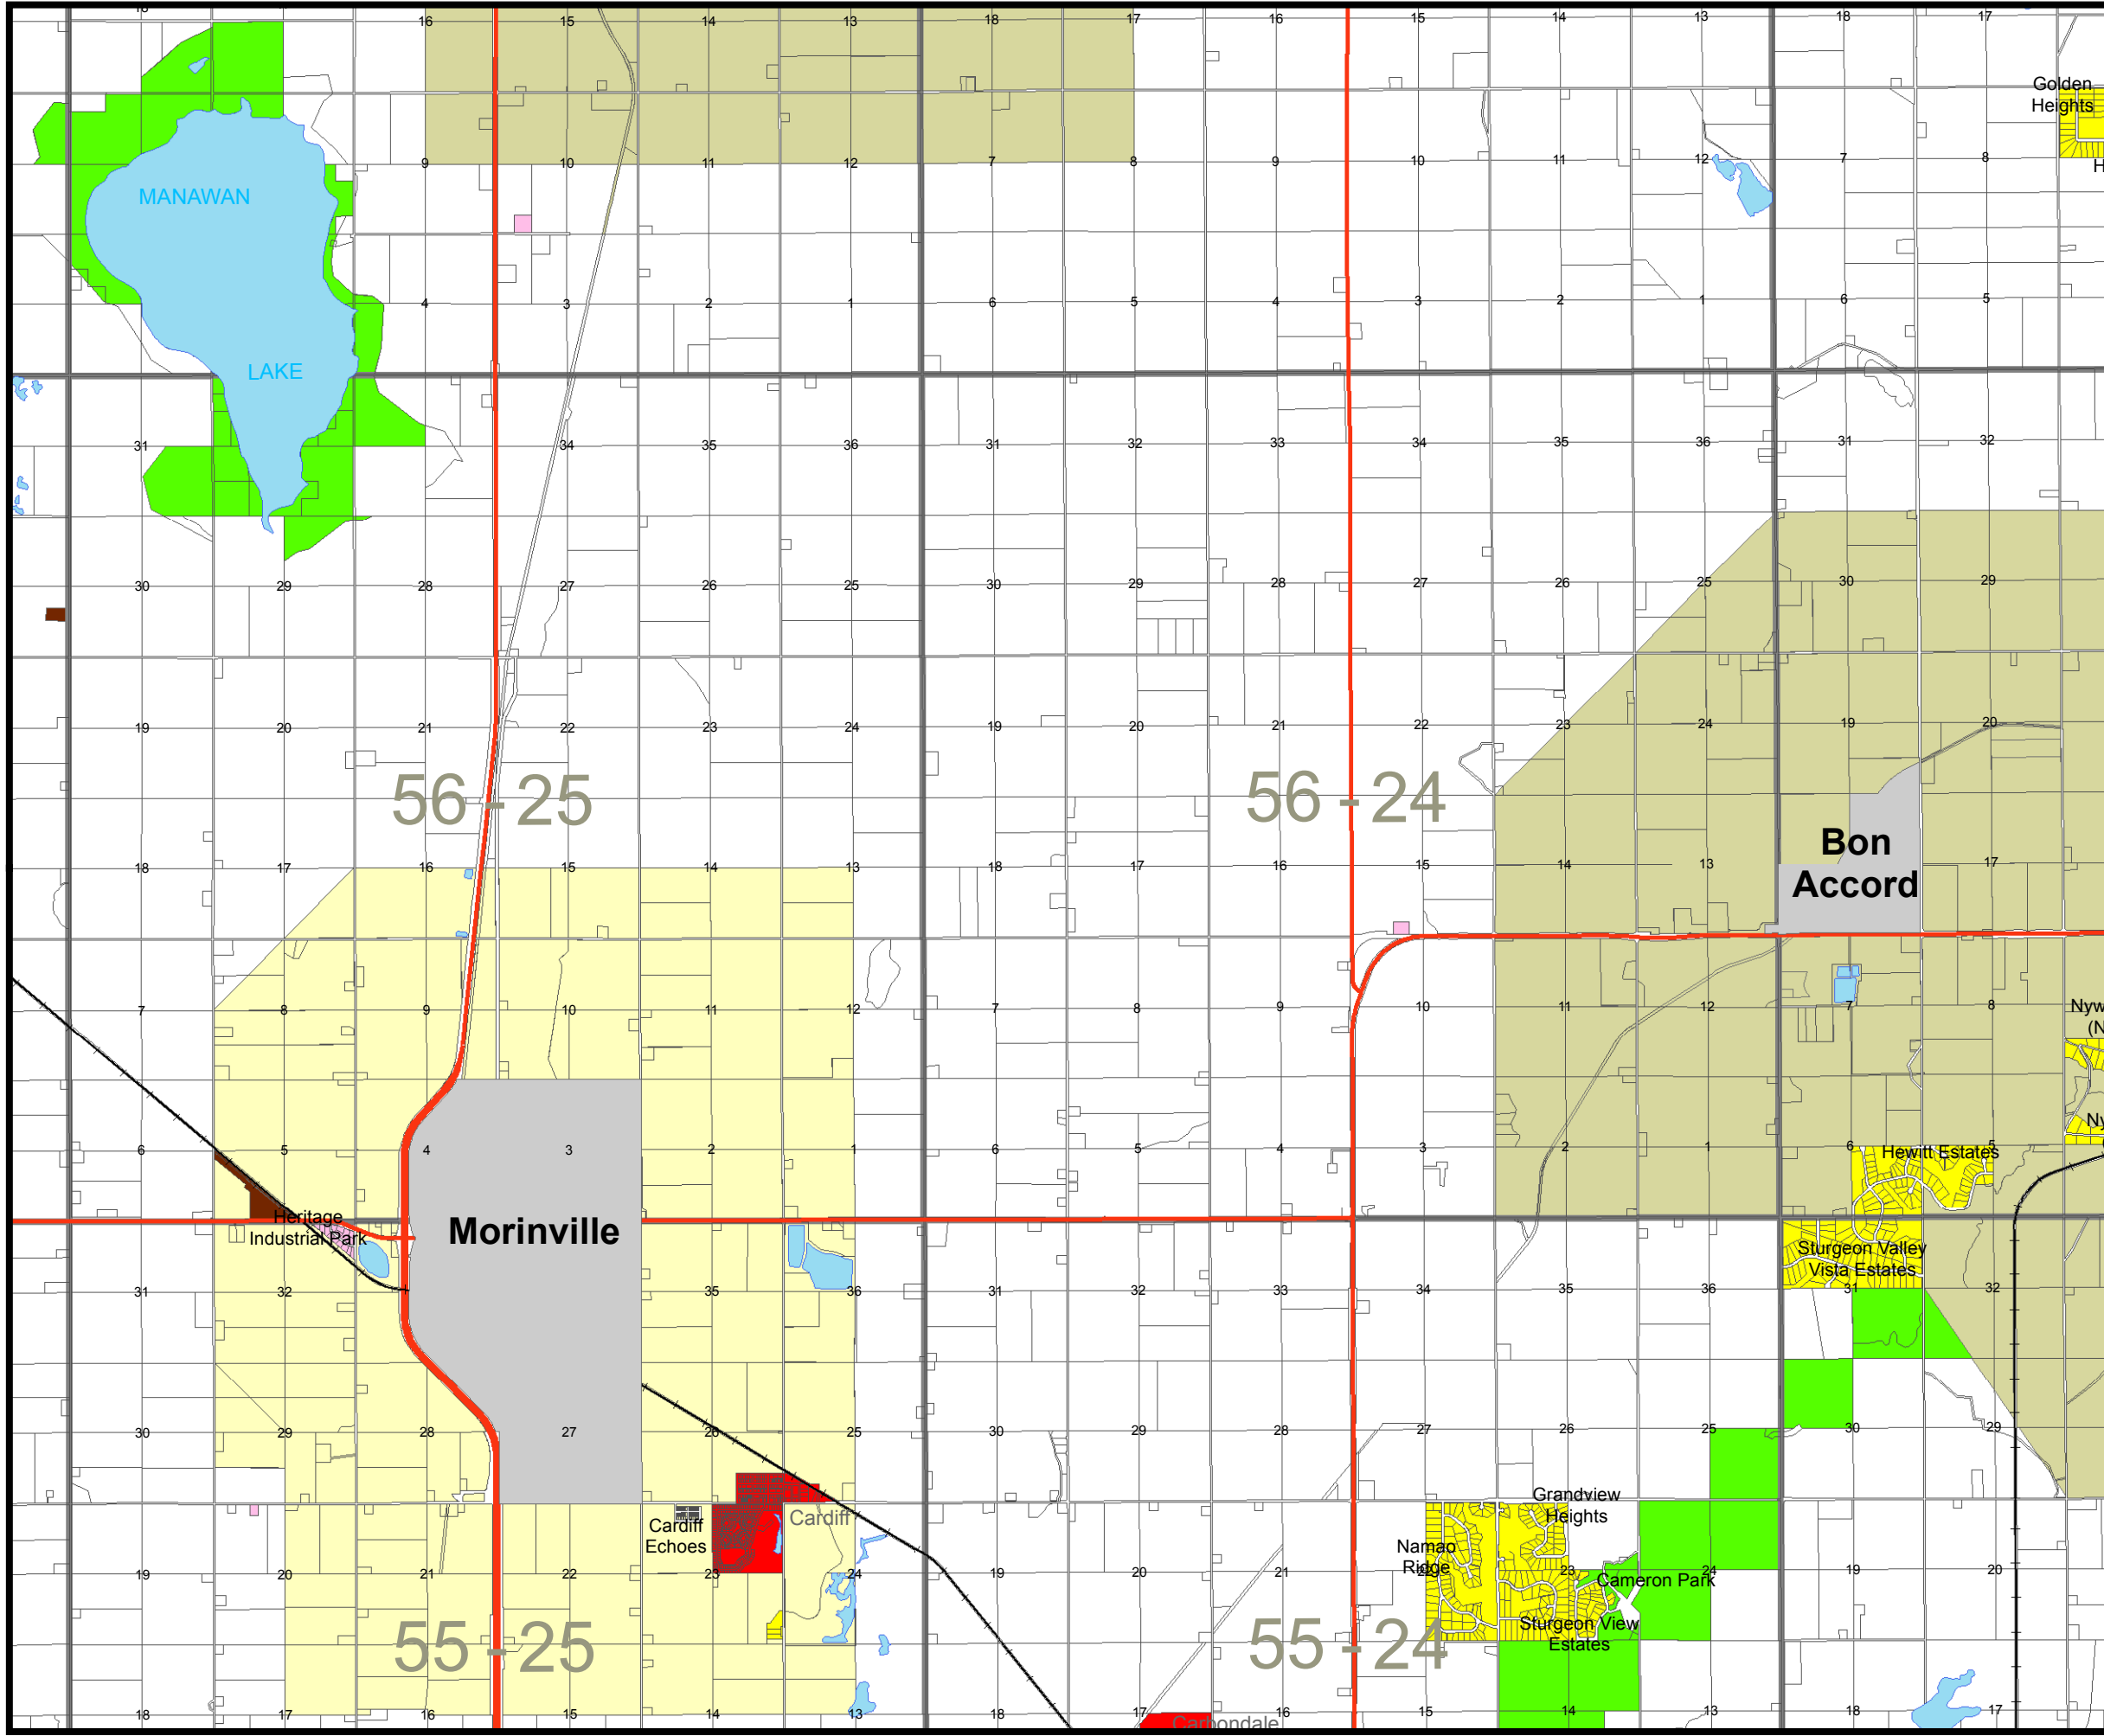 16 15 14 13 18 17 16 15 14 13 18 17
Golden
Heights
9 10 11 12 7 8 9 10 11 12 7 8
H
MANAWAN
4 3 2 1 6 5 4 3 2 1 6 5
LAKE
31 34 35 36 31 32 33 34 35 36 31 32
30 29 28 27 26 25 30 29 28 27 26 25 30 29
19 20 21 22 23 24 19 20 21 22 23 24 19 20
56 - 25 56 - 24
Bon
Accord
18 17 16 15 14 13 18 17 16 15 14 13 17
7 8 9 10 11 12 7 8 9 10 11 12 7 8
Nyw
(N
Ny
6 5 4 3 2 1 6 5 4 3 2 1 6 5
Hewitt Estates
Heritage
Industrial Park
Morinville
Sturgeon Valley
Vista Estates
31 32 35 36 31 32 33 34 35 36 31 32
30 29 28 27 26 25 30 29 28 27 26 25 30 29
Cardiff
Echoes
Cardiff
Grandview
Heights
Namao
Ridge
19 20 21 22 23 24 19 20 21 22 23 24 19 20
Cameron Park
Sturgeon View
Estates
55 - 25 55 - 24
18 17 16 15 14 13 18 17 16 15 14 13 17
Carbondale